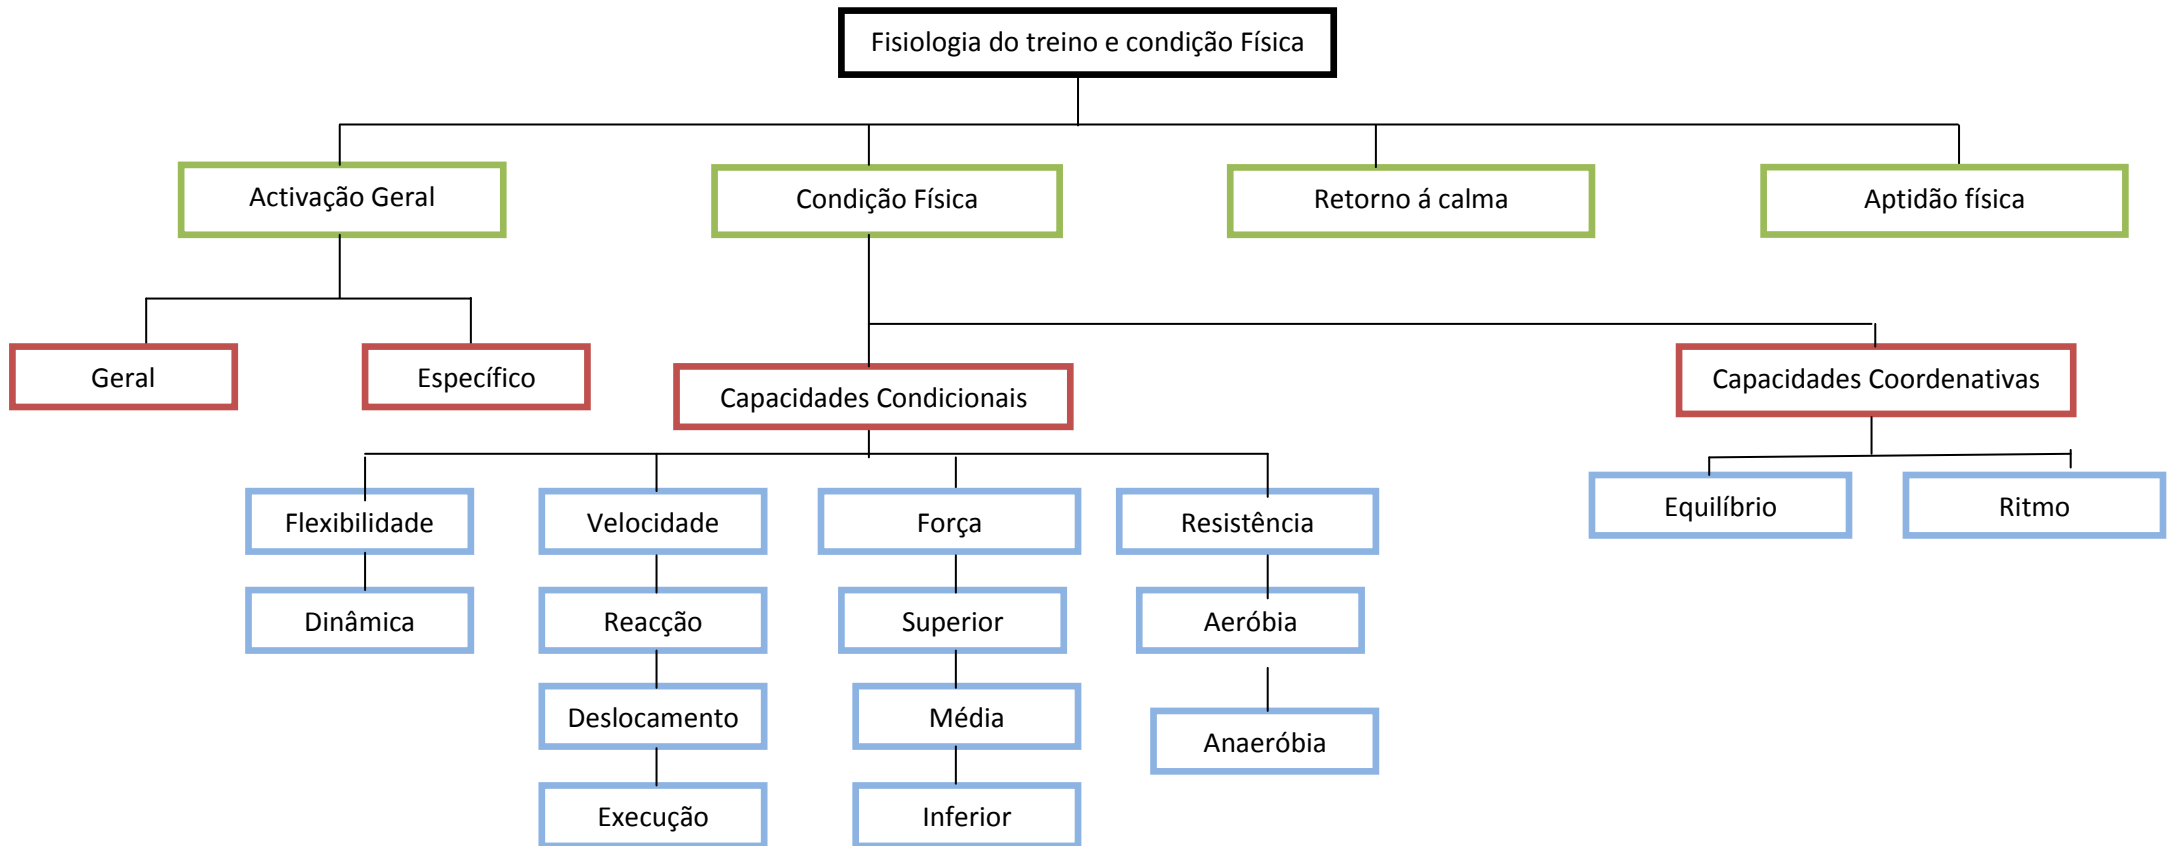 Fisiologia do treino e condição Física
Activação Geral
Condição Física
Retorno á calma
Aptidão física
Geral
Específico
Capacidades Condicionais
Capacidades Coordenativas
Flexibilidade
Velocidade
Força
Resistência
Equilíbrio
Ritmo
Dinâmica
Reacção
Superior
Aeróbia
Deslocamento
Média
Anaeróbia
Execução
Inferior